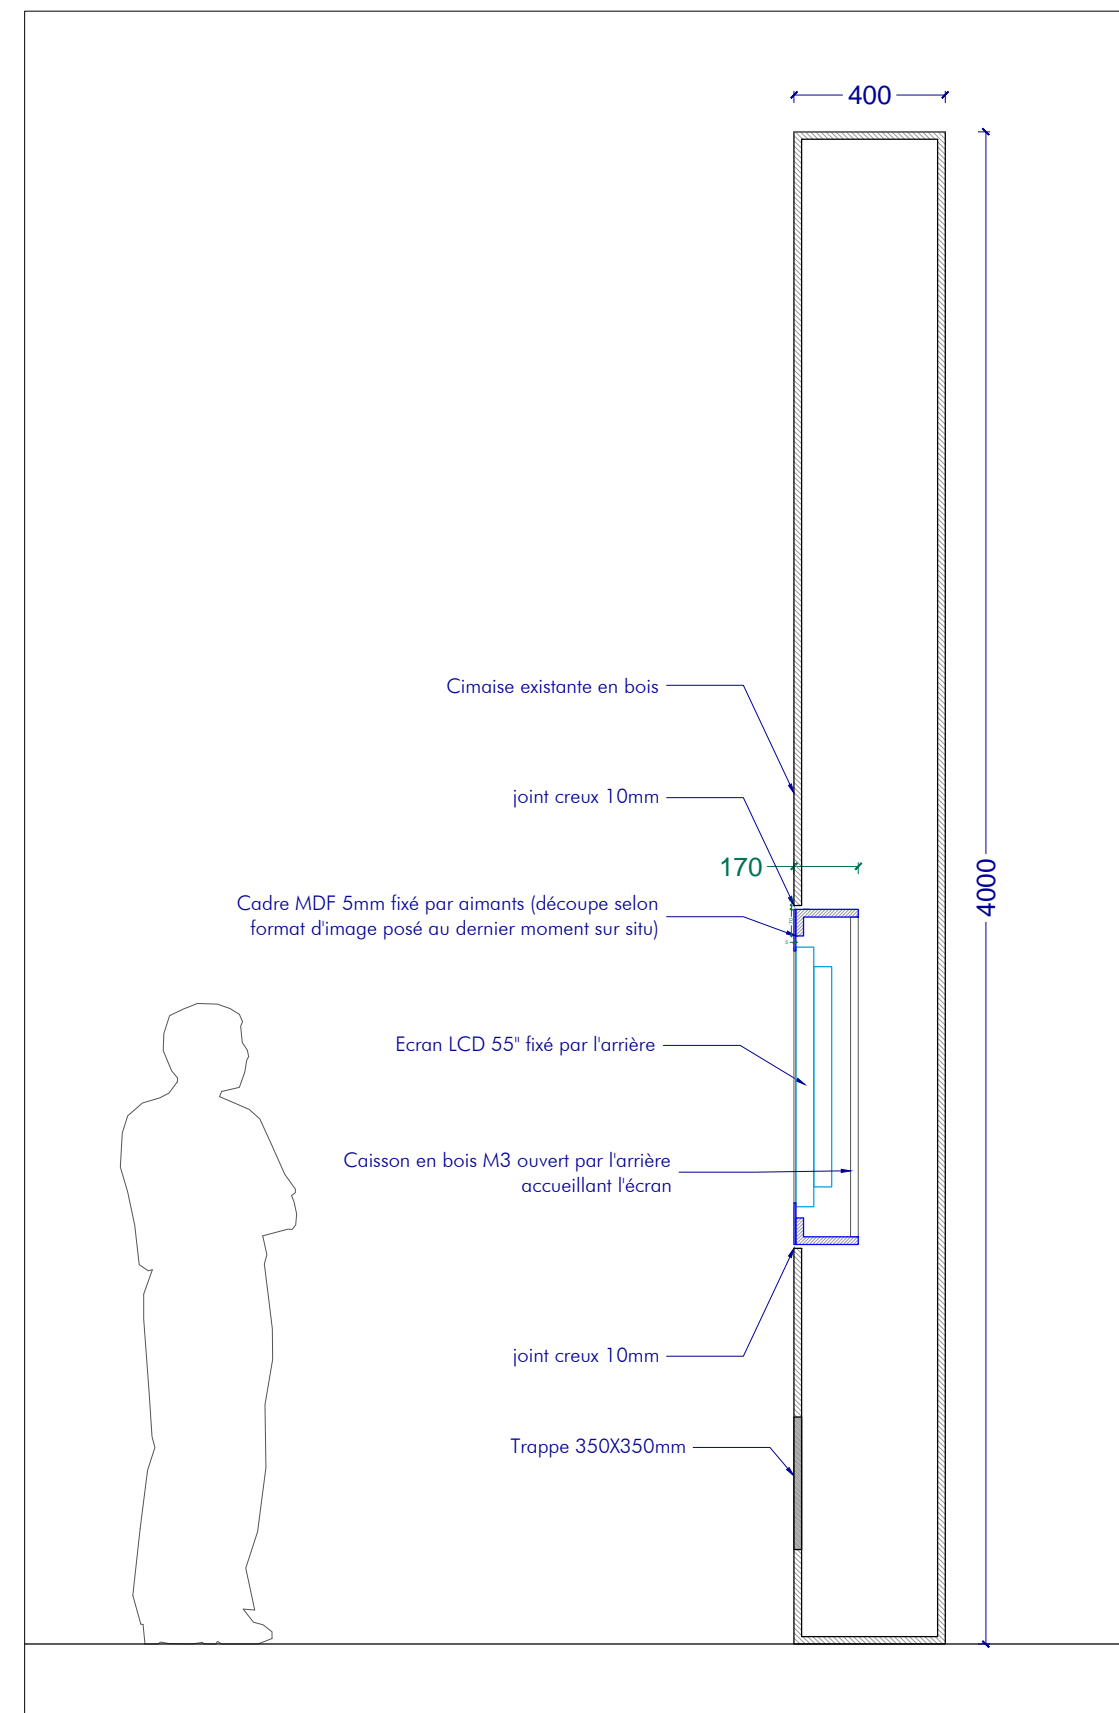 400
Cimaise existante en bois
joint creux 10mm
170
4000
Cadre MDF 5mm fixé par aimants (découpe selon
format d'image posé au dernier moment sur situ)
Ecran LCD 55" fixé par l'arrière
Caisson en bois M3 ouvert par l'arrière
accueillant l'écran
joint creux 10mm
Trappe 350X350mm